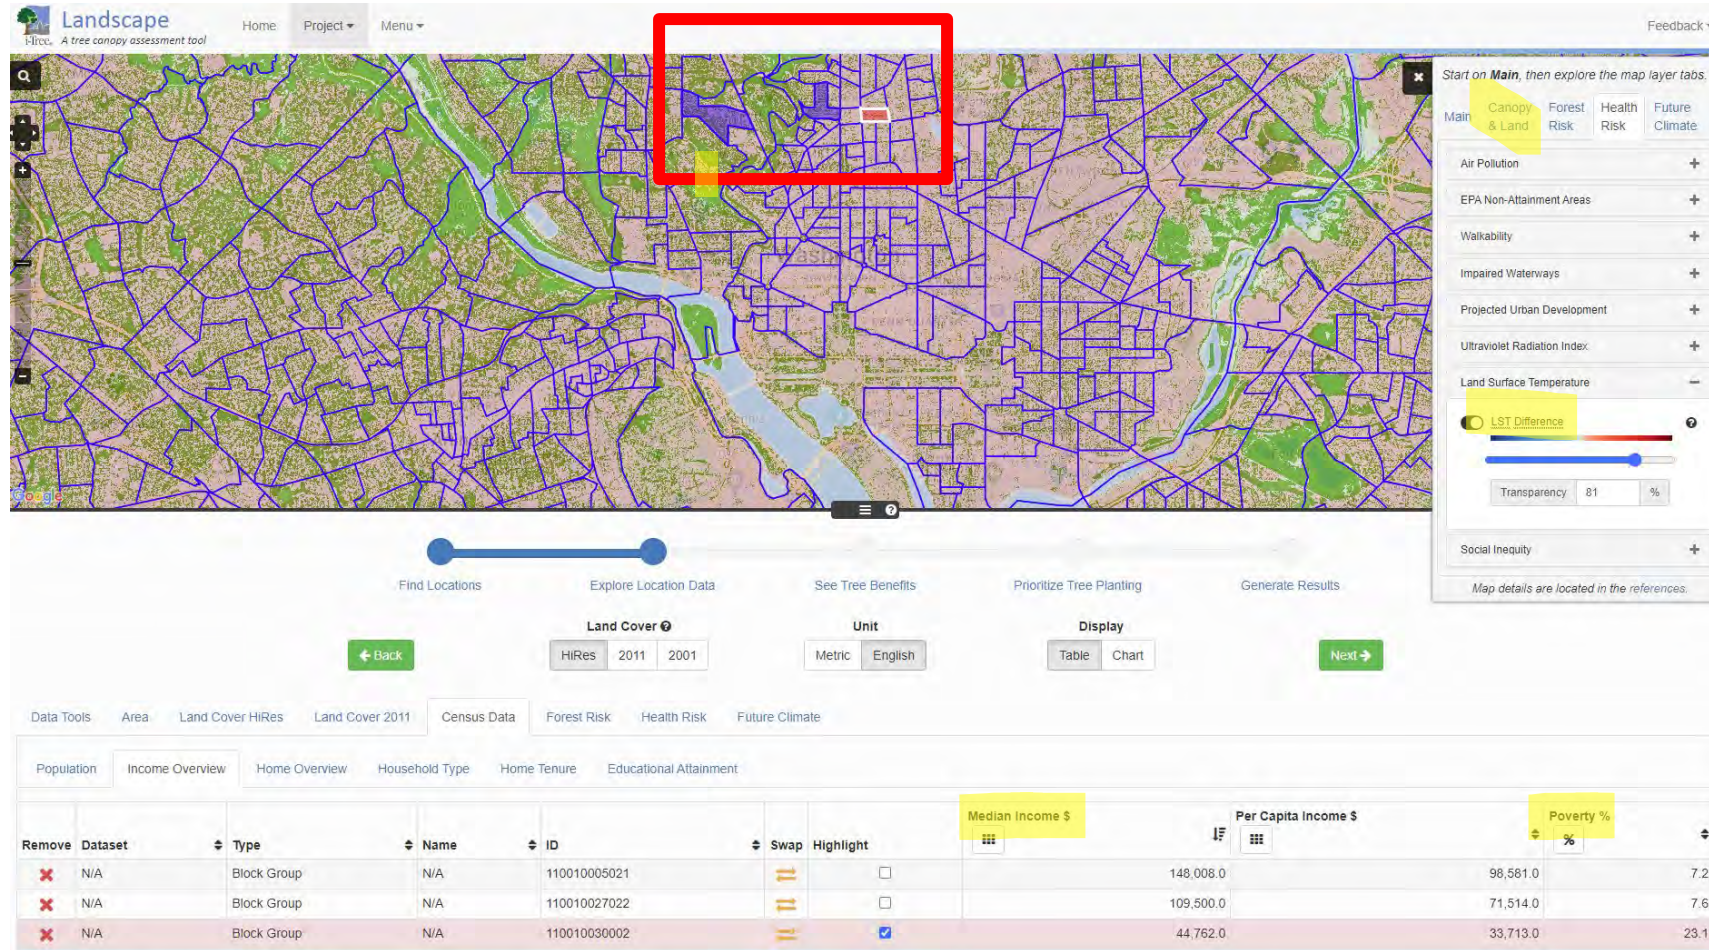 Landscape
i-Tree. A tree canopy assessment tool
Home Project Menu Feedback
Start on Main, then explore the map layer tabs.
Main Canopy & Land Forest Risk Health Risk Future Climate
Air Pollution
EPA Non-Attainment Areas
Walkability
Impaired Waterways
Projected Urban Development
Ultraviolet Radiation Index
Land Surface Temperature
LST Difference
Transparency 81 %
Social Inequity
Map details are located in the references.
Google
Find Locations Explore Location Data See Tree Benefits Prioritize Tree Planting Generate Results
Land Cover Unit Display
Back HiRes 2011 2001 Metric English Table Chart Next
Data Tools Area Land Cover HiRes Land Cover 2011 Census Data Forest Risk Health Risk Future Climate
Population Income Overview Home Overview Household Type Home Tenure Educational Attainment
Remove Dataset Type Name ID Swap Highlight Median Income $ Per Capita Income $ Poverty %
%
N/A Block Group N/A 110010005021 148,008.0 98,581.0 7.2
N/A Block Group N/A 110010027022 109,500.0 71,514.0 7.6
N/A Block Group N/A 110010030002 44,762.0 33,713.0 23.1